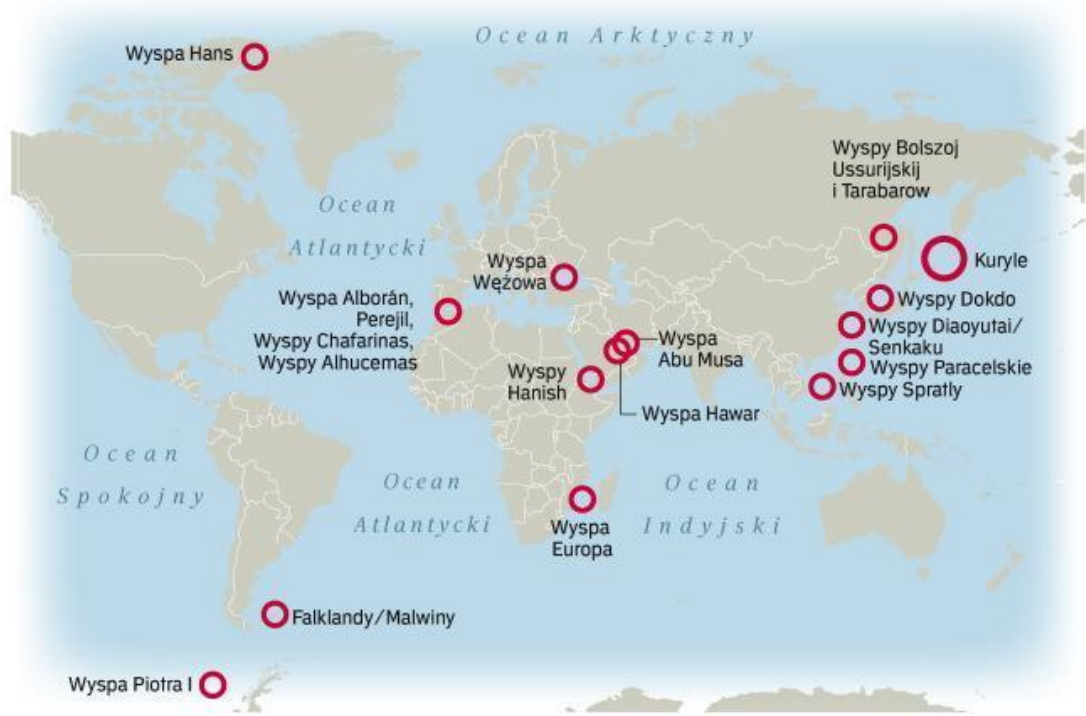 Ocean Arktyczny
Wyspa Hans
Wyspy Bolszoj
Ussurijskij
i Tarabarow
Ocean
Atlantycki
Wyspa
Wężowa
Kuryle
Wyspa Alborán,
Perejil,
Wyspy Chafarinas,
Wyspy Alhucemas
Wyspy Dokdo
Wyspy Diaoyutai/
Senkaku
Wyspa
Abu Musa
Wyspy Paracelskie
Wyspy
Hanish
Wyspy Spratly
Wyspa Hawar
Ocean
Spokojny
Ocean
Atlantycki
Ocean
Indyjski
Wyspa
Europa
Falklandy/Malwiny
Wyspa Piotra I